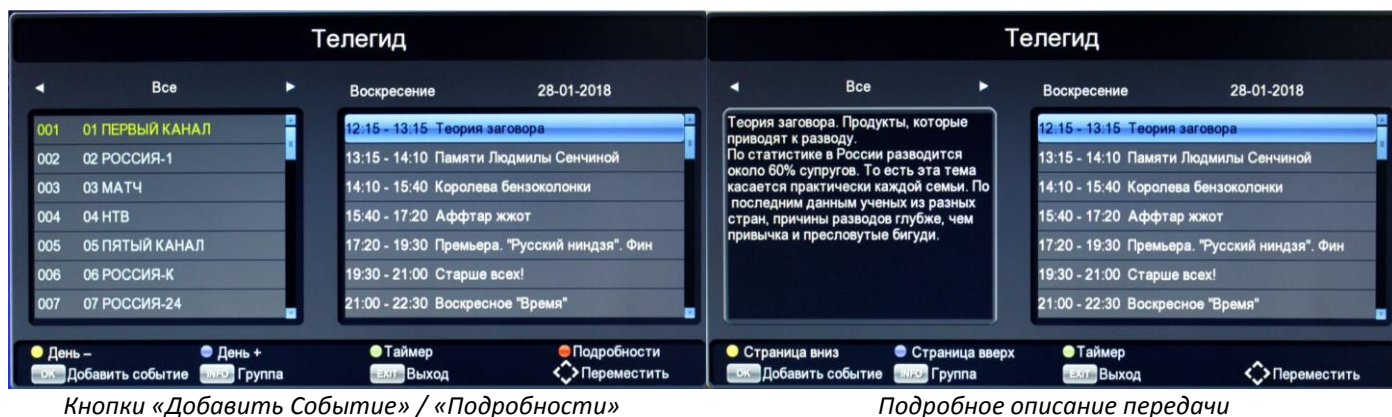 Телегид
◄ Все ►
Воскресение 28-01-2018
001 01 ПЕРВЫЙ КАНАЛ
002 02 РОССИЯ-1
003 03 МАТЧ
004 04 НТВ
005 05 ПЯТЫЙ КАНАЛ
006 06 РОССИЯ-К
007 07 РОССИЯ-24
12:15 - 13:15 Теория заговора
13:15 - 14:10 Памяти Людмилы Сенчиной
14:10 - 15:40 Королева бензоколонки
15:40 - 17:20 Аффтар жжот
17:20 - 19:30 Премьера. "Русский ниндзя". Фин
19:30 - 21:00 Старше всех!
21:00 - 22:30 Воскресное "Время"
День – День + Таймер Подробности
OK Добавить событие INFO Группа EXIT Выход Переместить
Кнопки «Добавить Событие» / «Подробности»
Телегид
◄ Все ►
Воскресение 28-01-2018
Теория заговора. Продукты, которые
приводят к разводу.
По статистике в России разводится
около 60% супругов. То есть эта тема
касается практически каждой семьи. По
последним данным ученых из разных
стран, причины разводов глубже, чем
привычка и пресловутые бигуди.
12:15 - 13:15 Теория заговора
13:15 - 14:10 Памяти Людмилы Сенчиной
14:10 - 15:40 Королева бензоколонки
15:40 - 17:20 Аффтар жжот
17:20 - 19:30 Премьера. "Русский ниндзя". Фин
19:30 - 21:00 Старше всех!
21:00 - 22:30 Воскресное "Время"
Страница вниз Страница вверх Таймер
OK Добавить событие INFO Группа EXIT Выход Переместить
Подробное описание передачи